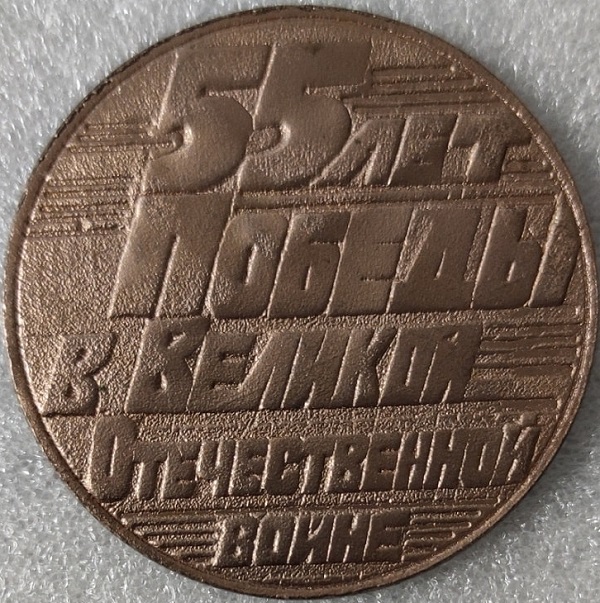 55 ЛЕТ
ПОБЕДЫ
В ВЕЛИКОЙ
ОТЕЧЕСТВЕННОЙ
ВОЙНЕ